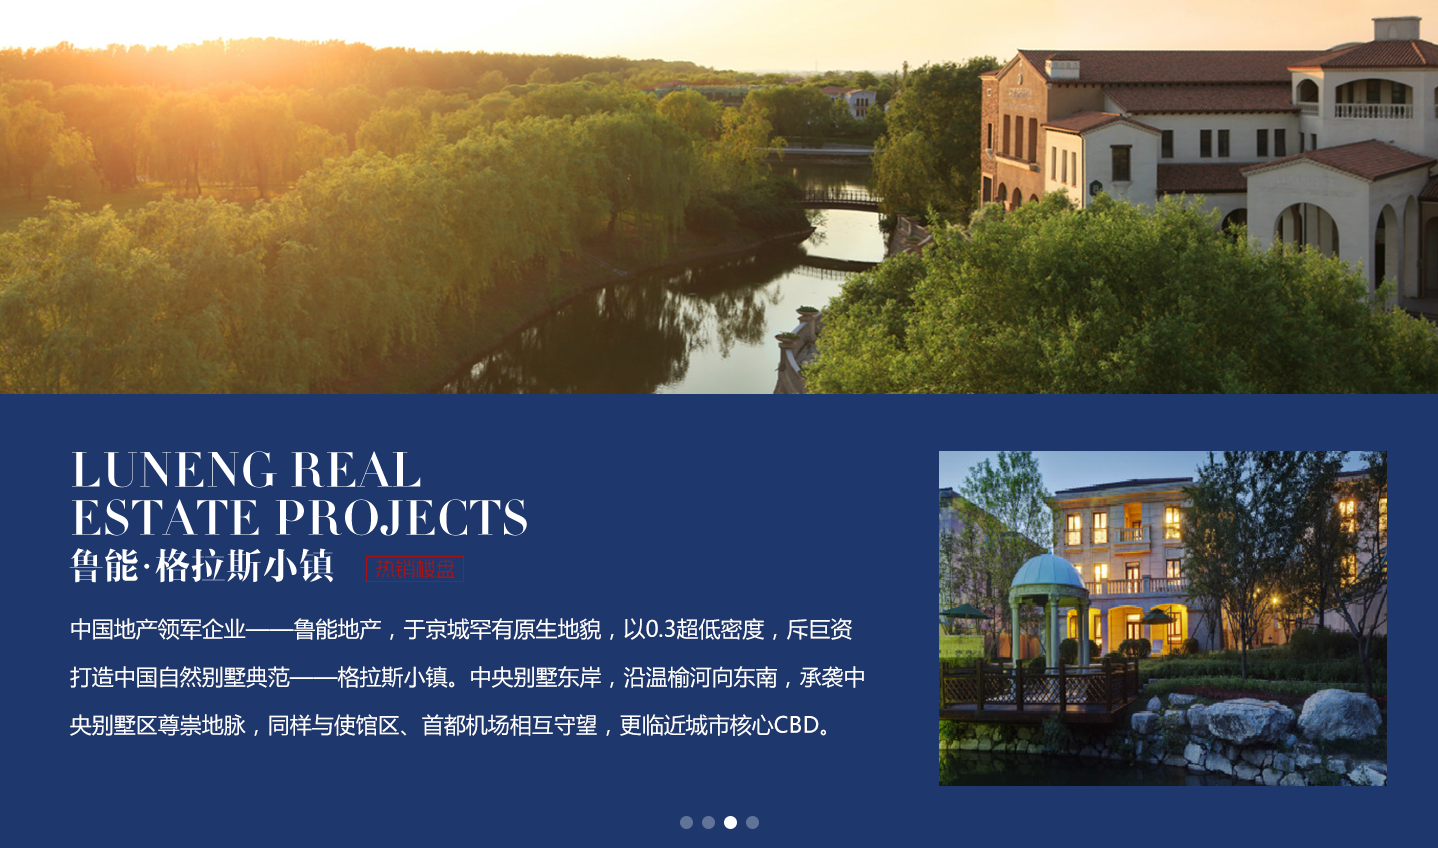 LUNENG REAL
ESTATE PROJECTS
鲁能·格拉斯小镇 热销楼盘
中国地产领军企业——鲁能地产，于京城罕有原生地貌，以0.3超低密度，斥巨资
打造中国自然别墅典范——格拉斯小镇。中央别墅东岸，沿温榆河向东南，承袭中
央别墅区尊崇地脉，同样与使馆区、首都机场相互守望，更临近城市核心CBD。